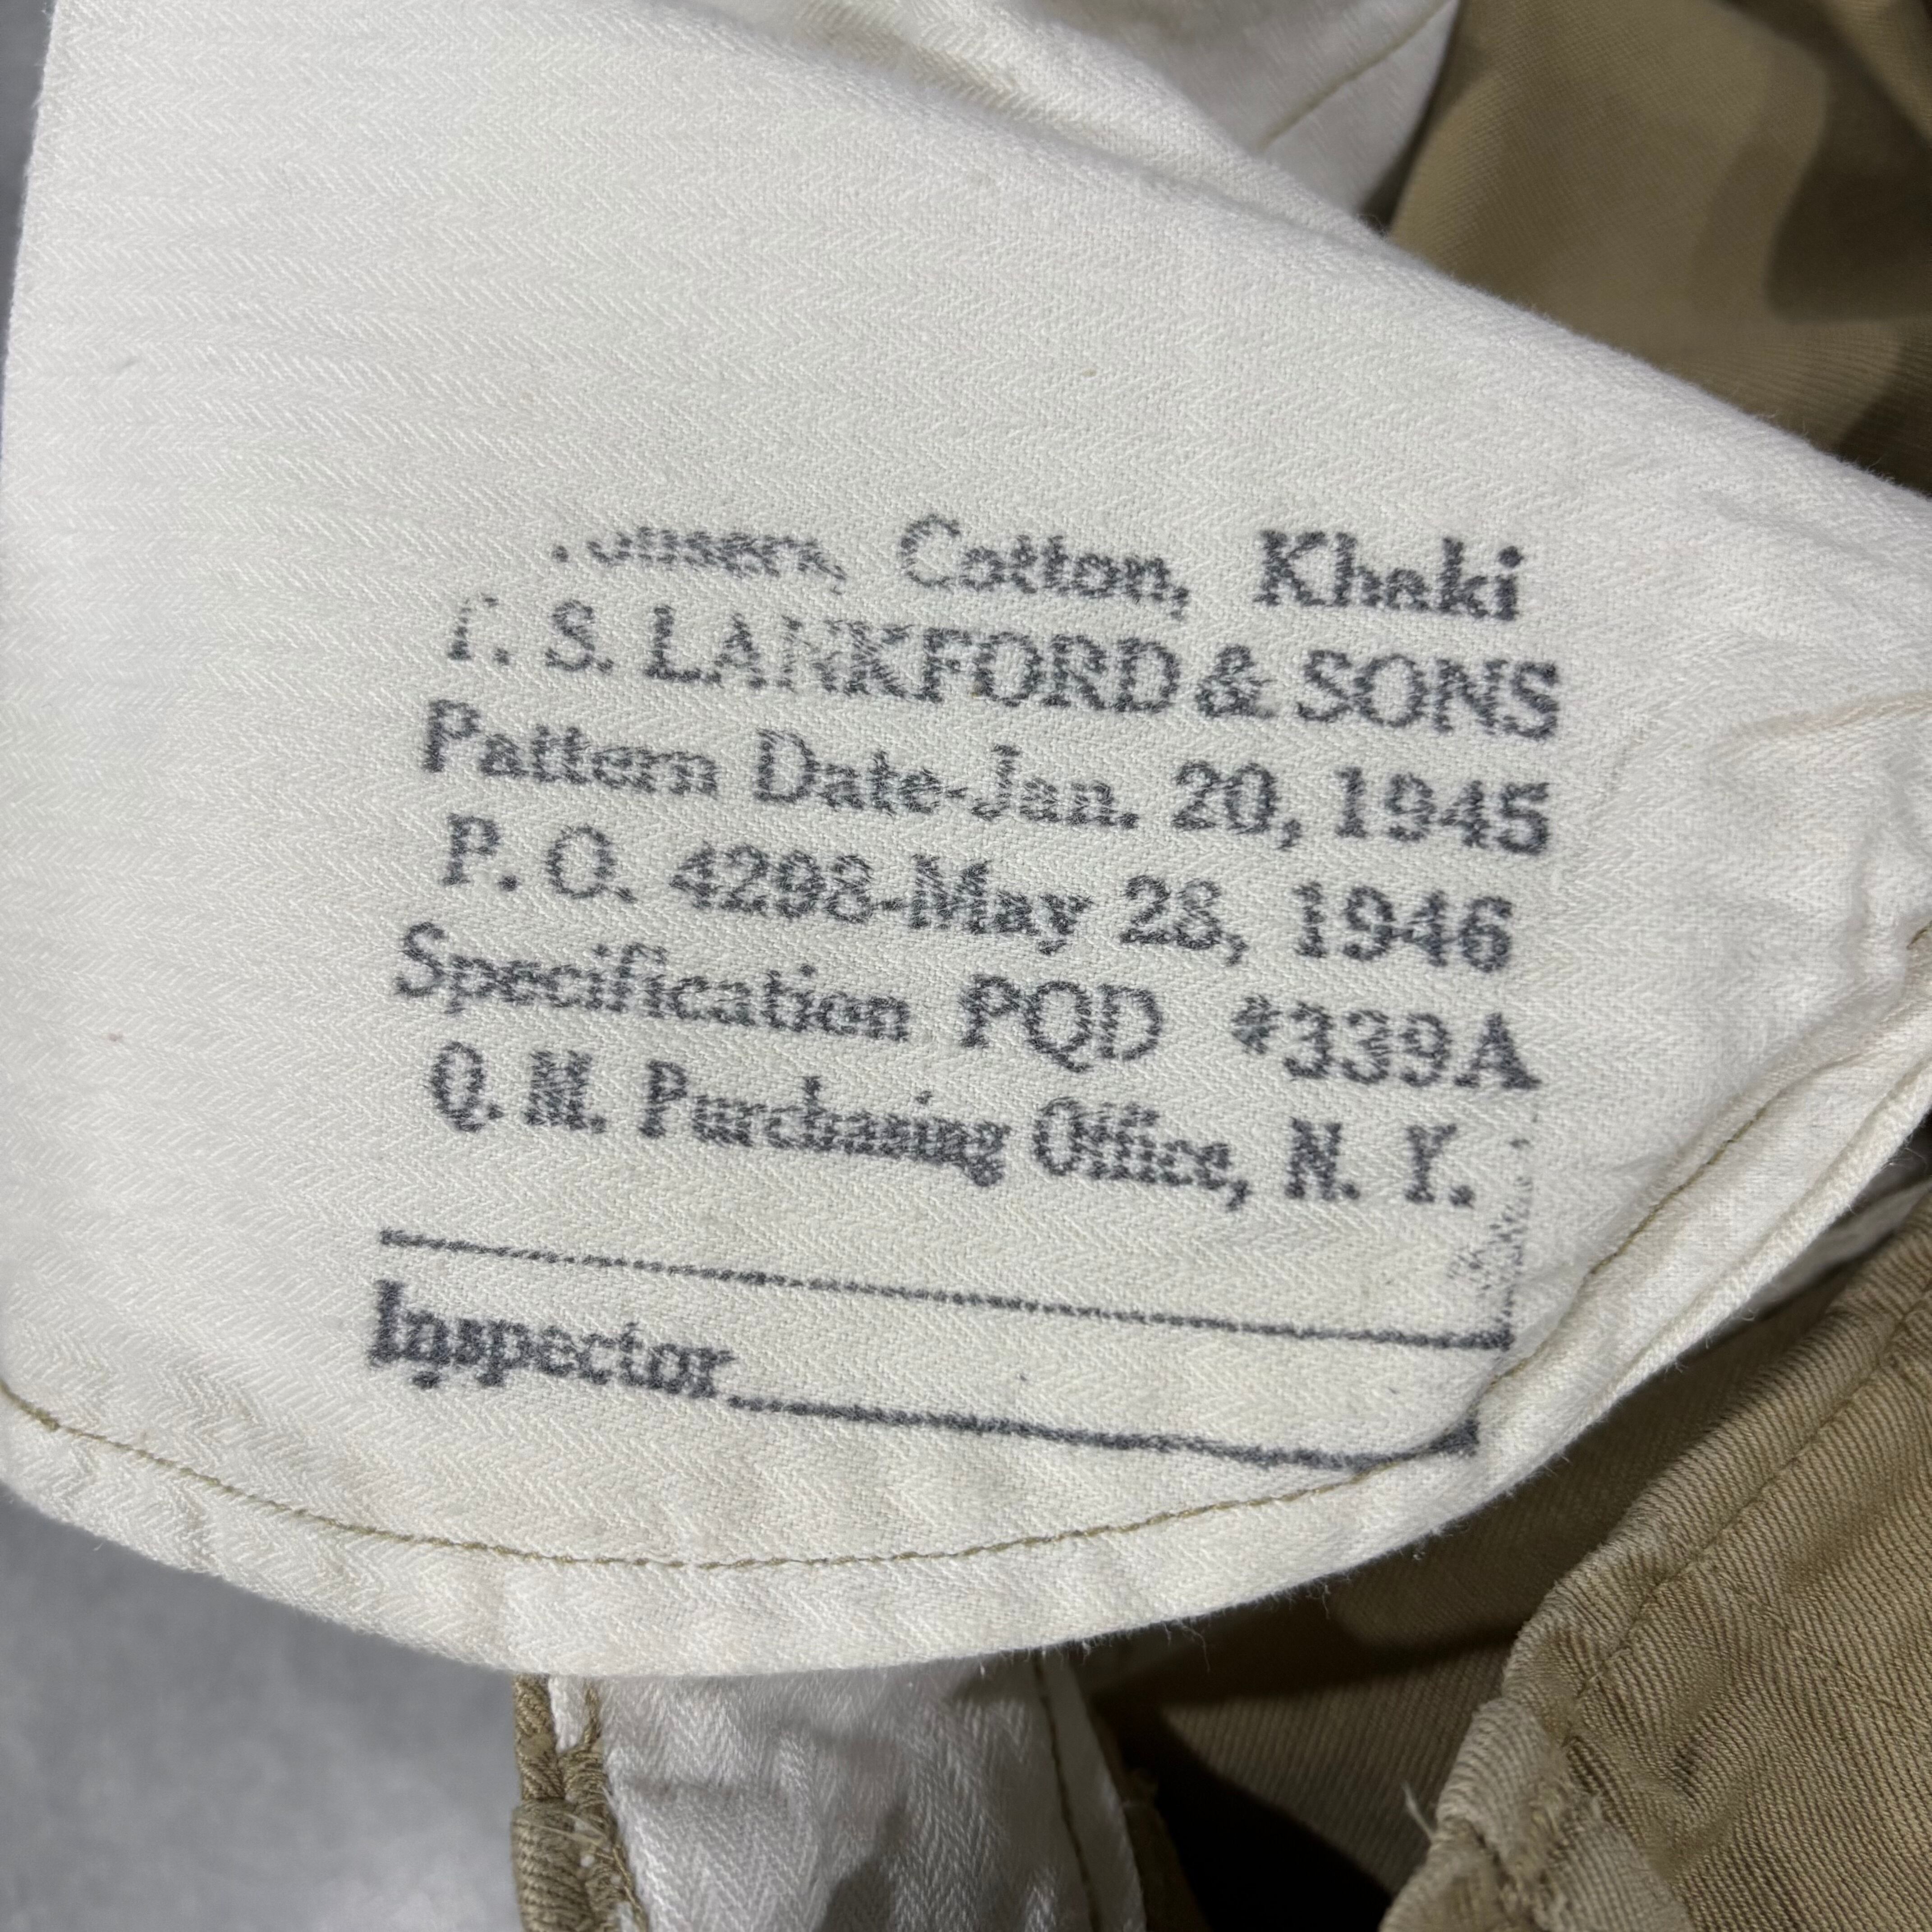 Trousers, Cotton, Khaki
T. S. LANKFORD & SONS
Pattern Date-Jan. 20, 1945
P. O. 4298-May 28, 1946
Specification PQD #339A
Q. M. Purchasing Office, N. Y.
Inspector